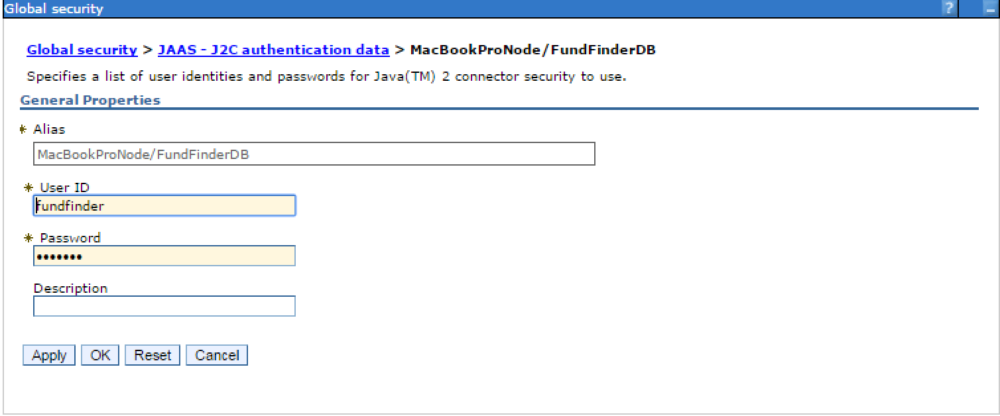 Global security
?
Global security > JAAS - J2C authentication data > MacBookProNode/FundFinderDB
Specifies a list of user identities and passwords for Java(TM) 2 connector security to use.
General Properties
* Alias
MacBookProNode/FundFinderDB
* User ID
fundfinder
* Password
•••••••
Description
Apply OK Reset Cancel